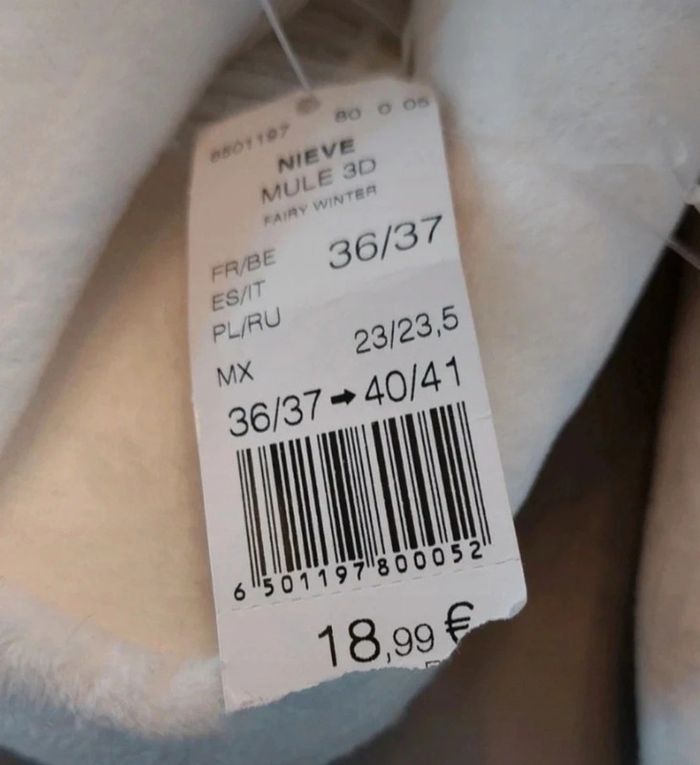 6501197 80 0 05
NIEVE
MULE 3D
FAIRY WINTER
FR/BE 36/37
ES/IT
PL/RU
MX 23/23,5
36/37 → 40/41
6 501197 800052
18,99 €